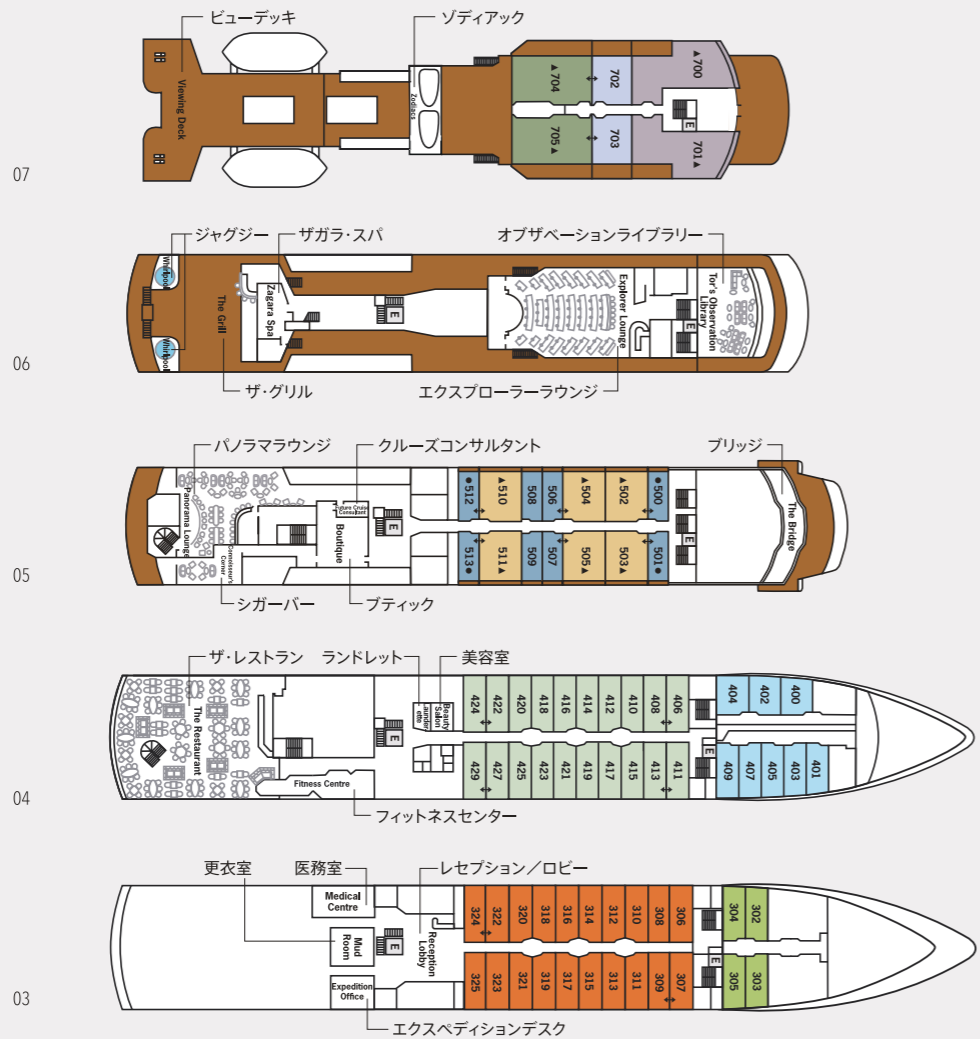 ビューデッキ
ゾディアック
Viewing Deck
Zodiacs
▲704
702
▲700
705▲
703
701▲
E
07
ジャグジー
ザガラ・スパ
オブザベーションライブラリー
Whirlpool
Whirlpool
The Grill
Zagara Spa
E
Explorer Lounge
E
Tor's Observation
Library
06
ザ・グリル
エクスプローラーラウンジ
パノラマラウンジ
クルーズコンサルタント
ブリッジ
Panorama Lounge
Connoisseur's
Corner
Future Cruise
Consultant
Boutique
E
●512
▲510
508
506
▲504
▲502
●500
513●
511▲
509
507
505▲
503▲
501●
E
The Bridge
05
シガーバー
ブティック
ザ・レストラン
ランドレット
美容室
The Restaurant
Fitness Centre
E
Launder
ette
Beauty
Salon
424
422
420
418
416
414
412
410
408
406
404
402
400
429
427
425
423
421
419
417
415
413
411
409
407
405
403
401
E
04
フィットネスセンター
更衣室
医務室
レセプション／ロビー
Medical
Centre
Mud
Room
E
Expedition
Office
Reception
Lobby
324
322
320
318
316
314
312
310
308
306
304
302
325
323
321
319
317
315
313
311
309
307
305
303
E
03
エクスペディションデスク